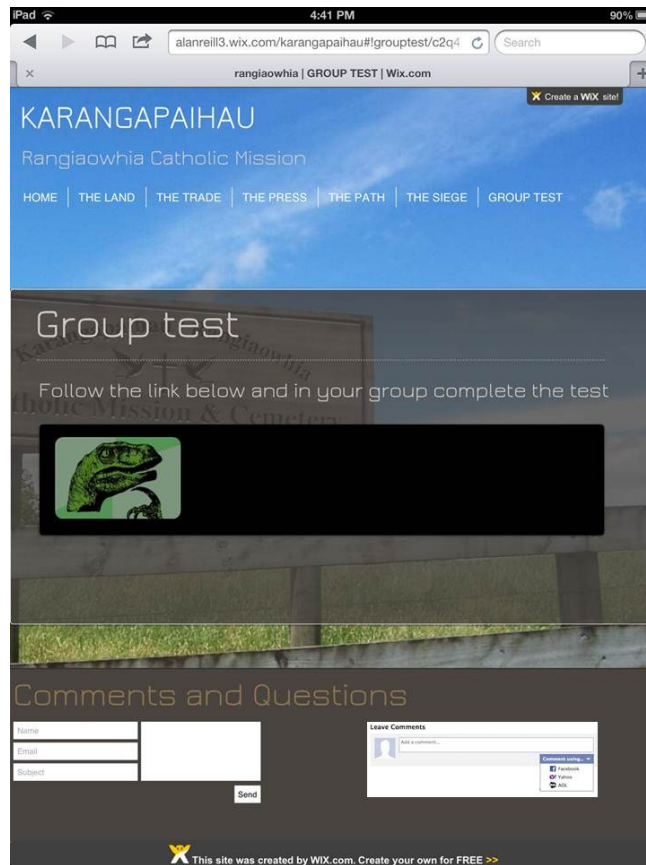 iPad 4:41 PM 90%
alanreill3.wix.com/karangapaihau#!grouptest/c2q4 Search
rangiaowhia | GROUP TEST | Wix.com
Create a WiX site!
KARANGAPAIHAU
Rangiaowhia Catholic Mission
HOME THE LAND THE TRADE THE PRESS THE PATH THE SIEGE GROUP TEST
Group test
Follow the link below and in your group complete the test
tholic Mission & Cemetery
Comments and Questions
Name
Email
Subject
Send
Leave Comments
Add a comment...
Comment using...
Facebook
Yahoo
AOL
This site was created by WIX.com. Create your own for FREE >>